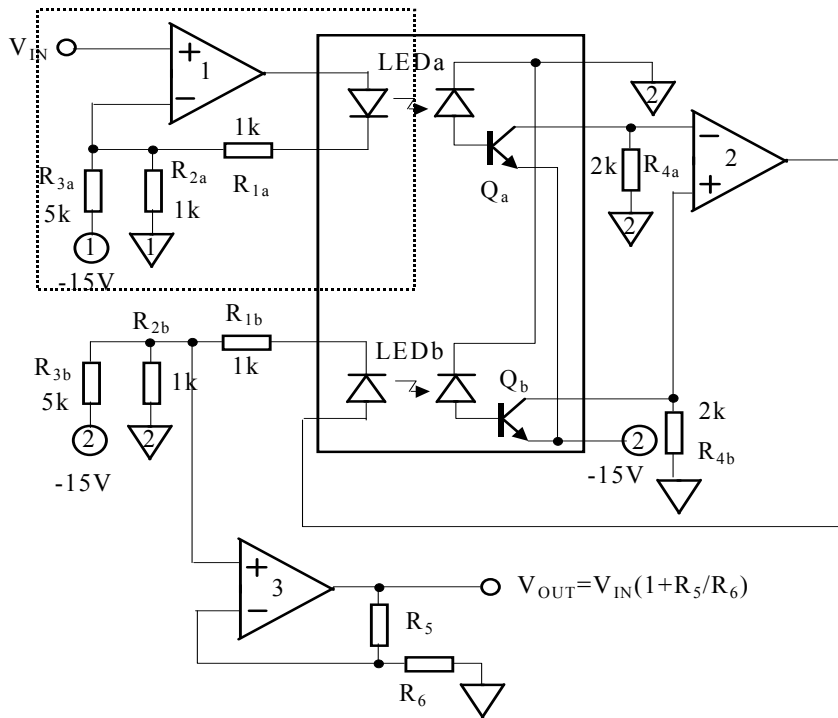 V_IN
+
1
−
LEDa
1k
R_1a
R_3a
5k
R_2a
1k
1
1
-15V
Q_a
2
2k
R_4a
2
−
2
+
R_2b
R_1b
1k
LEDb
R_3b
5k
1k
2
2
-15V
Q_b
2
-15V
2k
R_4b
+
3
−
V_OUT=V_IN(1+R_5/R_6)
R_5
R_6